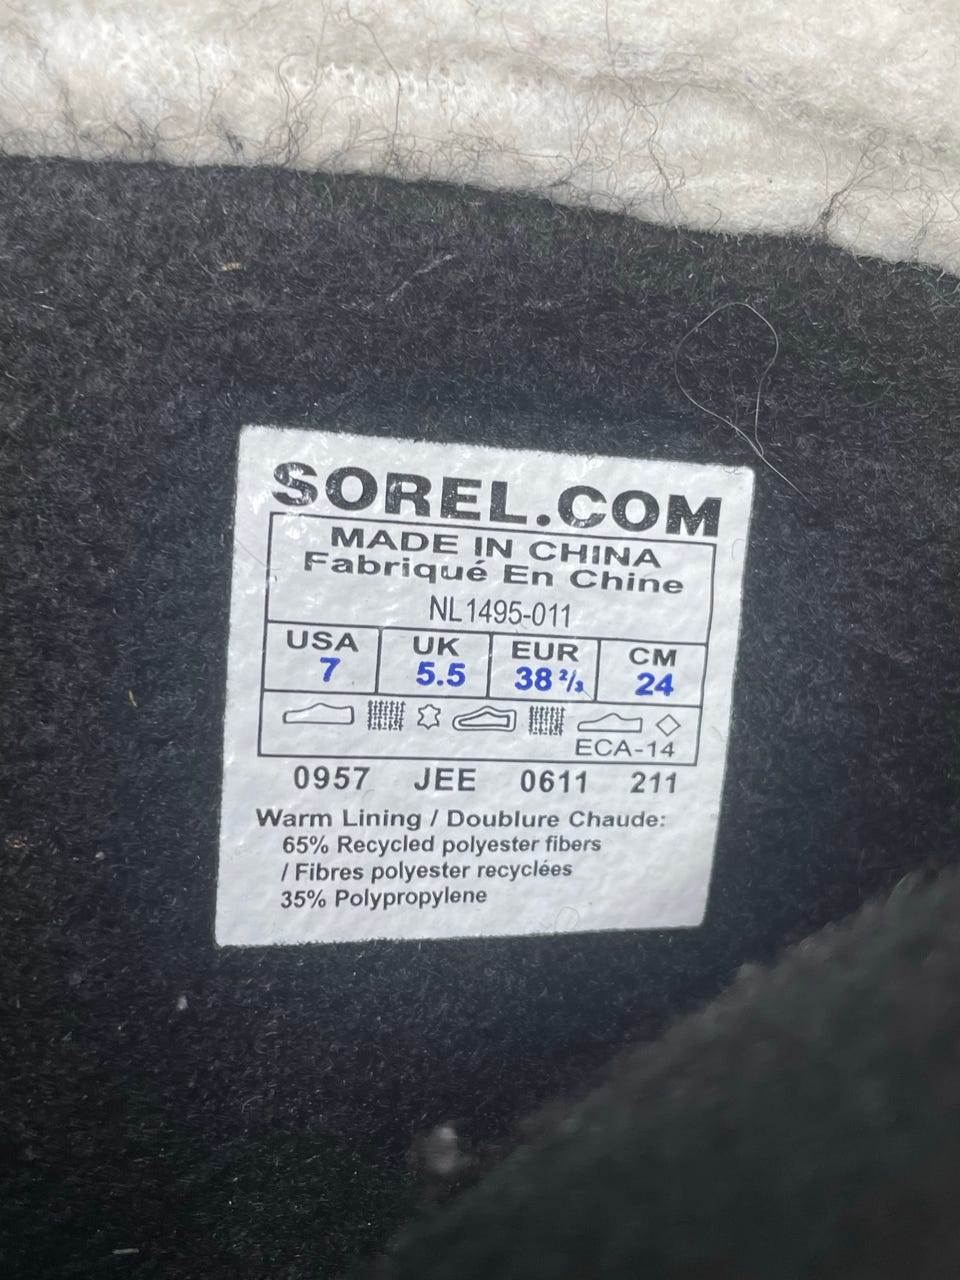 SOREL.COM
MADE IN CHINA
Fabriqué En Chine
NL1495-011
USA UK EUR CM
7 5.5 38 2/3 24
ECA-14
0957 JEE 0611 211
Warm Lining / Doublure Chaude:
65% Recycled polyester fibers
/ Fibres polyester recyclées
35% Polypropylene